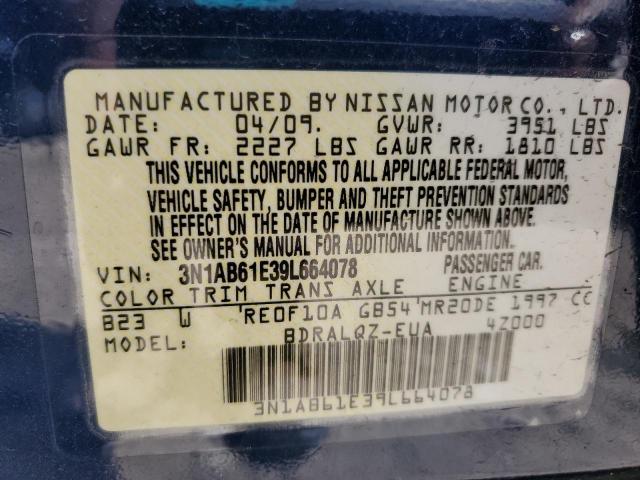 MANUFACTURED BY NISSAN MOTOR CO., LTD.
DATE: 04/09. GVWR: 3951 LBS
GAWR FR: 2227 LBS GAWR RR: 1810 LBS
THIS VEHICLE CONFORMS TO ALL APPLICABLE FEDERAL MOTOR,
VEHICLE SAFETY, BUMPER AND THEFT PREVENTION STANDARDS
IN EFFECT ON THE DATE OF MANUFACTURE SHOWN ABOVE.
SEE OWNER'S MANUAL FOR ADDITIONAL INFORMATION.
VIN: 3N1AB61E39L664078 PASSENGER CAR.
COLOR TRIM TRANS AXLE ENGINE
B23 W RE0F10A GB54 MR20DE 1997 CC
BDRALQZ-EUA 4Z000
3N1AB61E39L664078